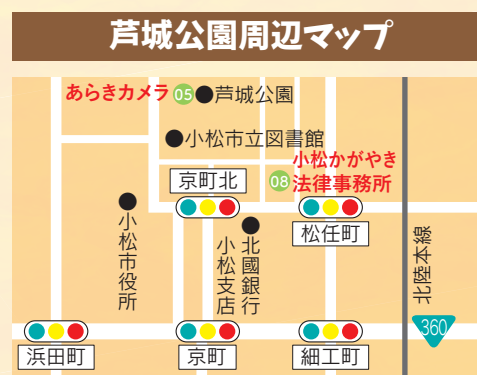 芦城公園周辺マップ
あらきカメラ 05 芦城公園
小松市立図書館
小松かがやき
08 法律事務所
京町北
松任町
小松市役所
北國銀行
小松支店
北陸本線
360
浜田町
京町
細工町